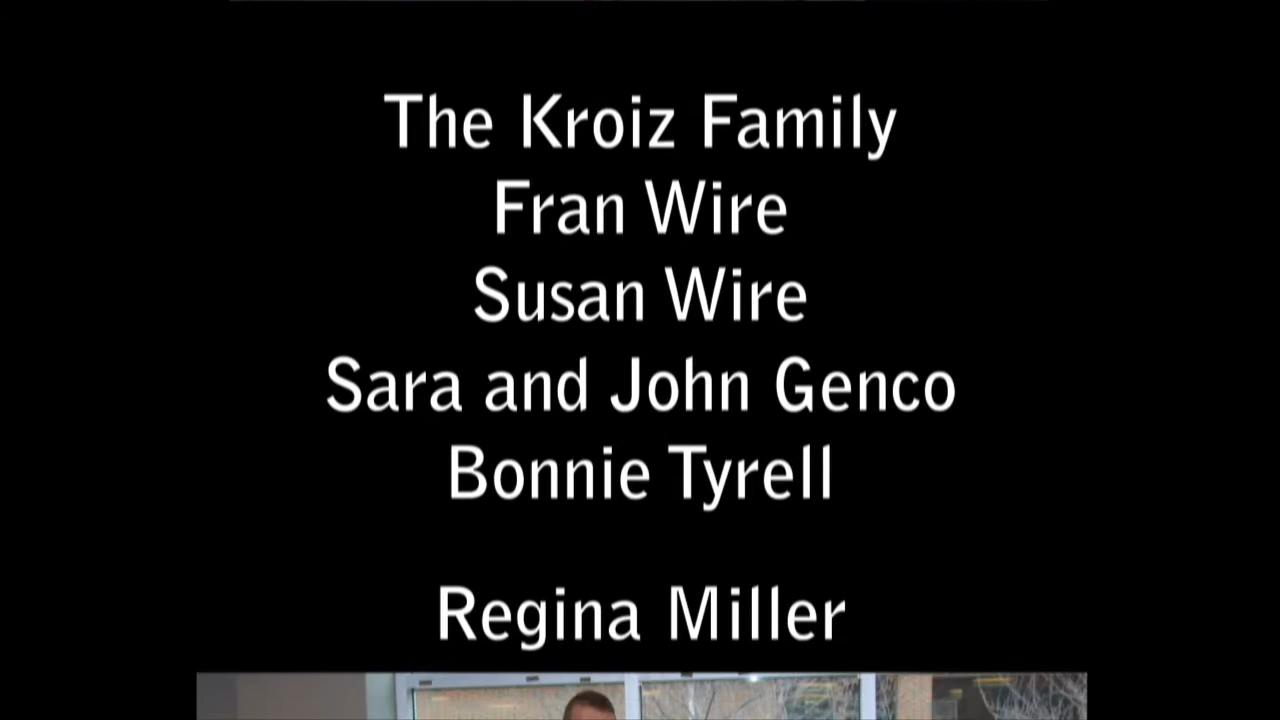 The Kroiz Family
Fran Wire
Susan Wire
Sara and John Genco
Bonnie Tyrell
Regina Miller